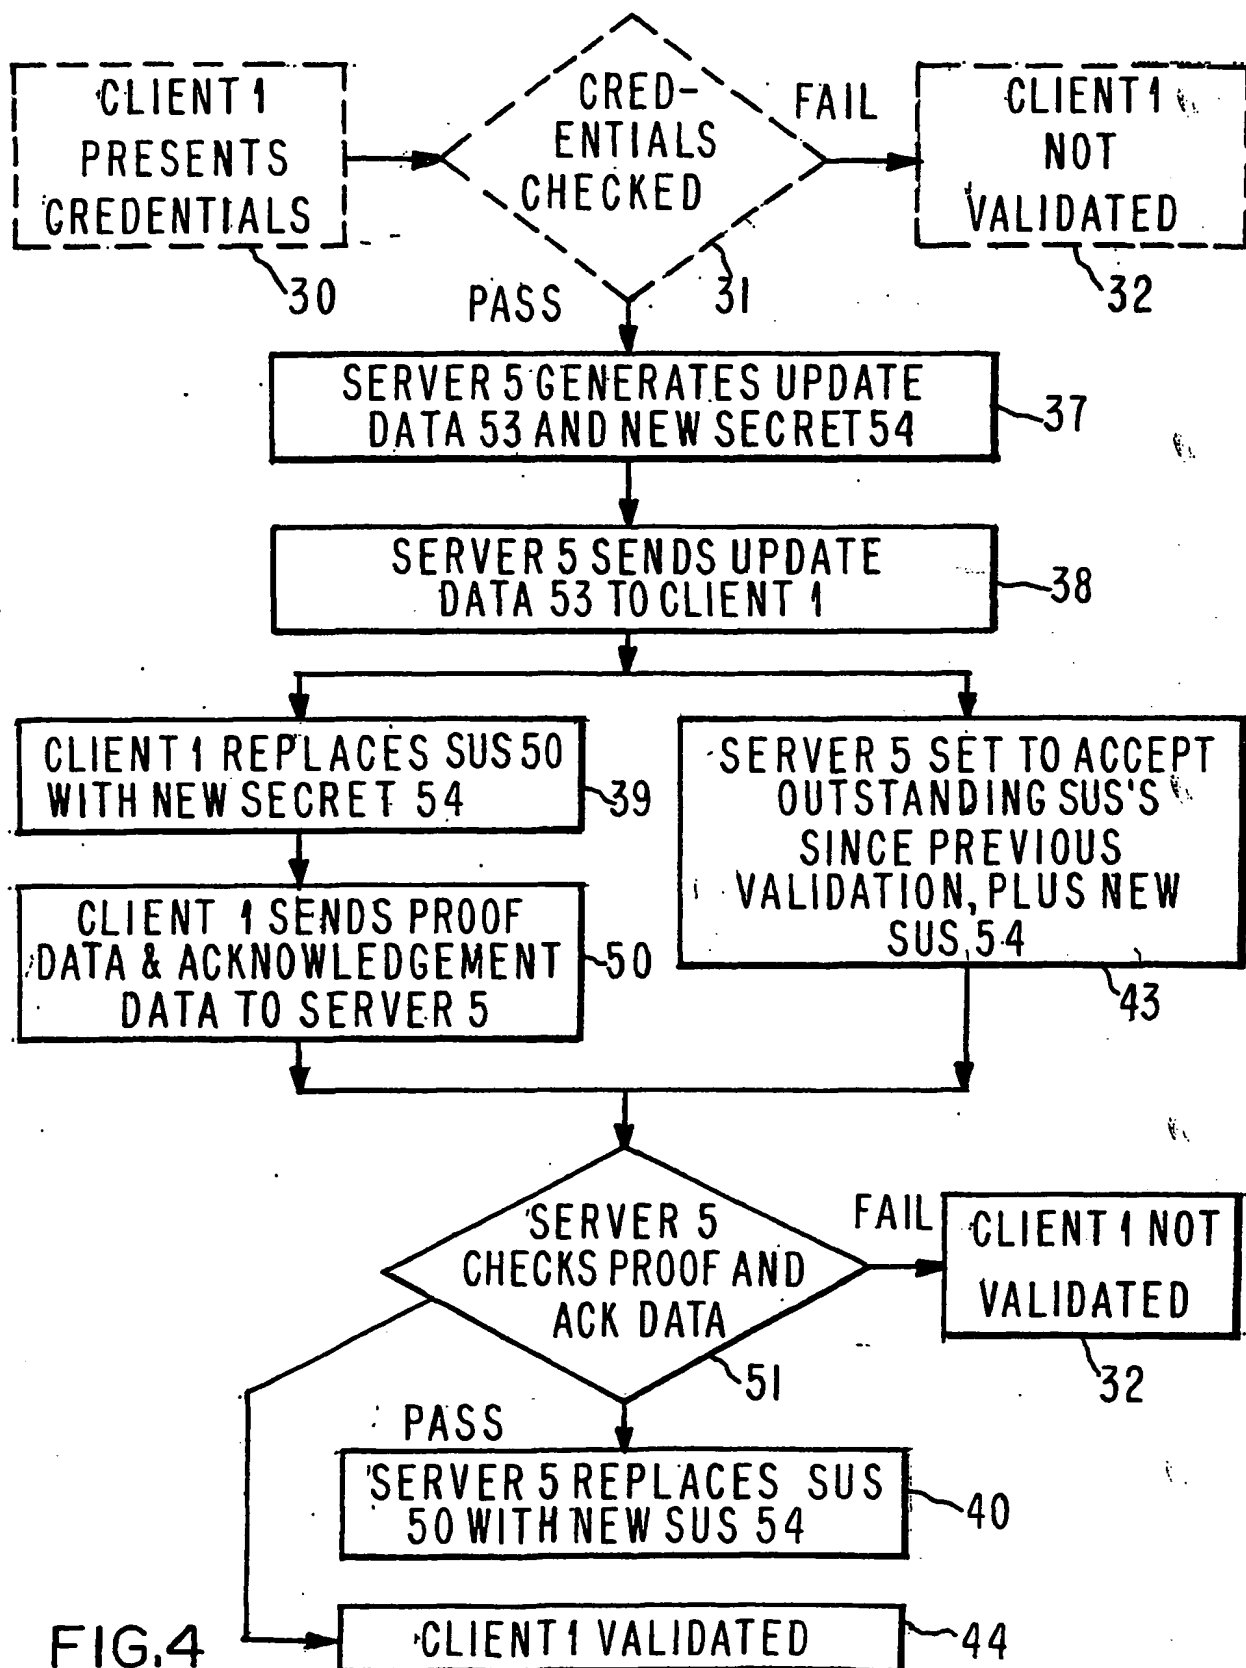 CLIENT 1
PRESENTS
CREDENTIALS
30
CRED-
ENTIALS
CHECKED
31
FAIL
CLIENT 1
NOT
VALIDATED
32
PASS
SERVER 5 GENERATES UPDATE
DATA 53 AND NEW SECRET 54
37
SERVER 5 SENDS UPDATE
DATA 53 TO CLIENT 1
38
CLIENT 1 REPLACES SUS 50
WITH NEW SECRET 54
39
SERVER 5 SET TO ACCEPT
OUTSTANDING SUS'S
SINCE PREVIOUS
VALIDATION, PLUS NEW
SUS 54
43
CLIENT 1 SENDS PROOF
DATA & ACKNOWLEDGEMENT
DATA TO SERVER 5
50
SERVER 5
CHECKS PROOF AND
ACK DATA
51
FAIL
CLIENT 1 NOT
VALIDATED
32
PASS
SERVER 5 REPLACES SUS
50 WITH NEW SUS 54
40
CLIENT 1 VALIDATED
44
FIG.4